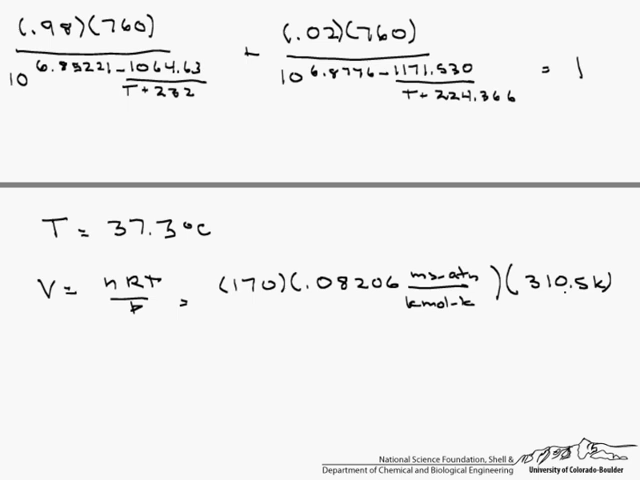 (.98)(760) / 10^(6.85221 - 1064.63/(T+232)) + (.02)(760) / 10^(6.8776 - 1171.530/(T+224.366)) = 1
T = 37.3°C
V = nRT/P = (170)(.08206 m3-atm/kmol-k)(310.5k)
National Science Foundation, Shell &
Department of Chemical and Biological Engineering
University of Colorado-Boulder